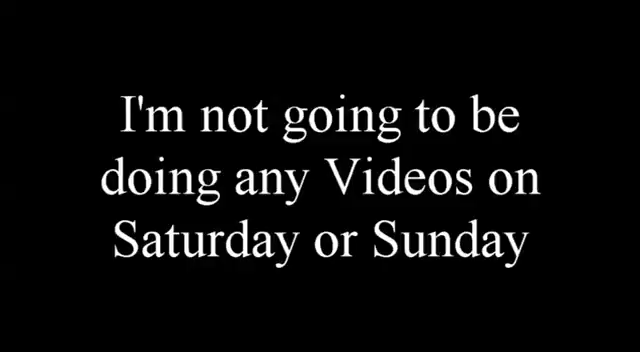 I'm not going to be
doing any Videos on
Saturday or Sunday